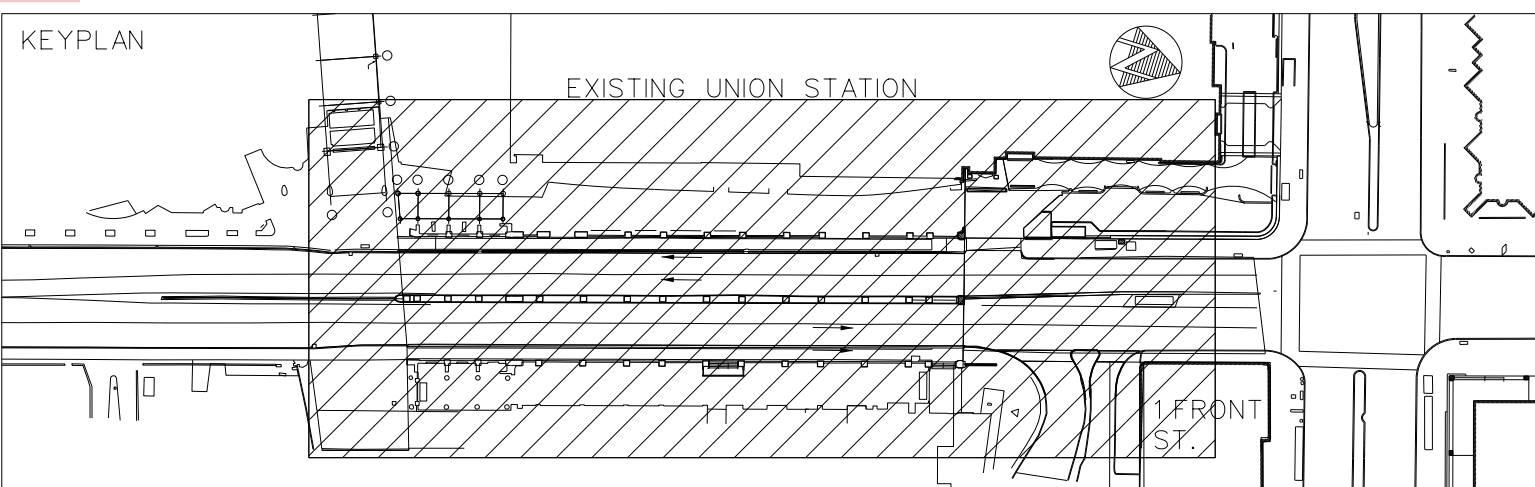 KEYPLAN
EXISTING UNION STATION
1 FRONT
ST.